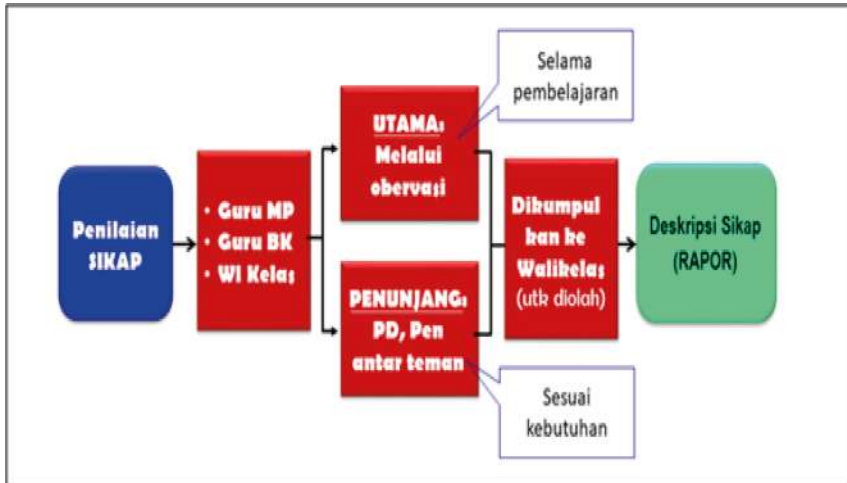 Penilaian
SIKAP
• Guru MP
• Guru BK
• WI Kelas
UTAMA:
Melalui
obervasi
Selama
pembelajaran
PENUNJANG:
PD, Pen
antar teman
Sesuai
kebutuhan
Dikumpul
kan ke
Walikelas
(utk diolah)
Deskripsi Sikap
(RAPOR)